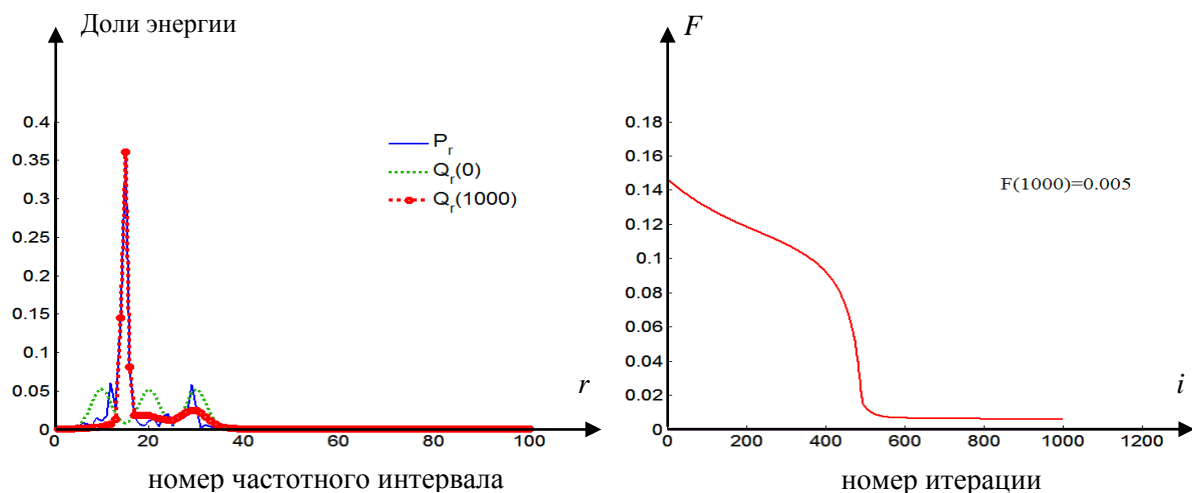 Доли энергии
0.4
0.35
0.3
0.25
0.2
0.15
0.1
0.05
0
P_r
Q_r(0)
Q_r(1000)
r
0 20 40 60 80 100
номер частотного интервала
F
0.18
0.16
0.14
0.12
0.1
0.08
0.06
0.04
0.02
0
F(1000)=0.005
i
0 200 400 600 800 1000 1200
номер итерации